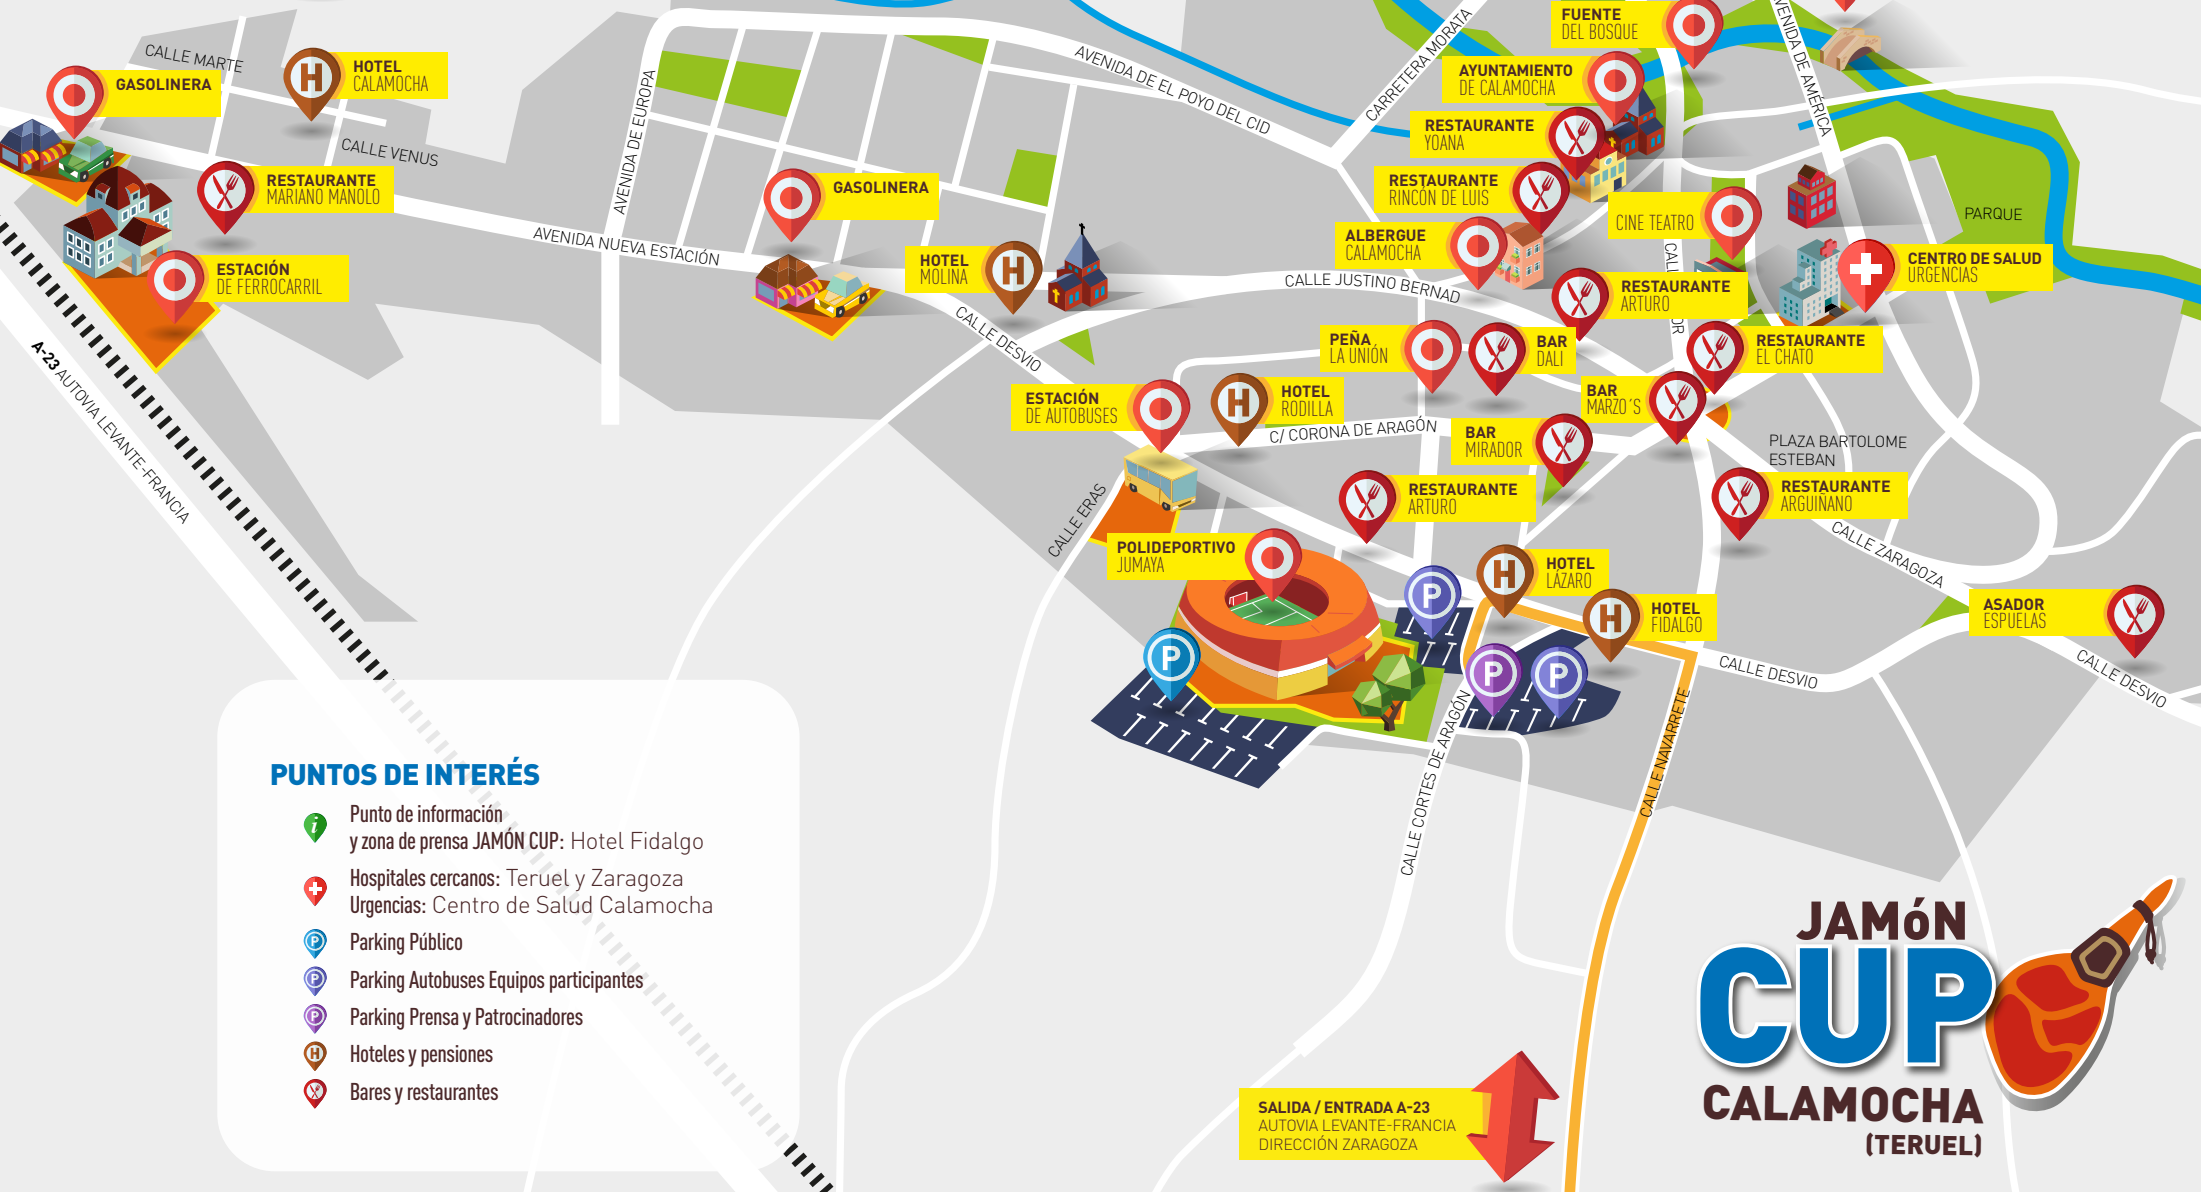 CALLE MARTE
GASOLINERA
HOTEL
CALAMOCHA
CALLE VENUS
RESTAURANTE
MARIANO MANOLO
ESTACIÓN
DE FERROCARRIL
A-23 AUTOVIA LEVANTE-FRANCIA
AVENIDA DE EUROPA
AVENIDA NUEVA ESTACIÓN
GASOLINERA
AVENIDA DE EL POYO DEL CID
CARRETERA MORATA
HOTEL
MOLINA
CALLE DESVIO
CALLE JUSTINO BERNAD
FUENTE
DEL BOSQUE
AYUNTAMIENTO
DE CALAMOCHA
RESTAURANTE
YOANA
RESTAURANTE
RINCÓN DE LUIS
ALBERGUE
CALAMOCHA
CINE TEATRO
VENIDA DE AMÉRICA
PARQUE
CENTRO DE SALUD
URGENCIAS
RESTAURANTE
ARTURO
PEÑA
LA UNIÓN
BAR
DALI
RESTAURANTE
EL CHATO
BAR
MARZO´S
ESTACIÓN
DE AUTOBUSES
HOTEL
RODILLA
C/ CORONA DE ARAGÓN
BAR
MIRADOR
PLAZA BARTOLOME
ESTEBAN
RESTAURANTE
ARTURO
RESTAURANTE
ARGUIÑANO
CALLE ERAS
CALLE ZARAGOZA
POLIDEPORTIVO
JUMAYA
HOTEL
LÁZARO
HOTEL
FIDALGO
ASADOR
ESPUELAS
CALLE DESVIO
CALLE DESVIO
CALLE CORTES DE ARAGÓN
CALLE NAVARRETE
PUNTOS DE INTERÉS
Punto de información
y zona de prensa JAMÓN CUP: Hotel Fidalgo
Hospitales cercanos: Teruel y Zaragoza
Urgencias: Centro de Salud Calamocha
Parking Público
Parking Autobuses Equipos participantes
Parking Prensa y Patrocinadores
Hoteles y pensiones
Bares y restaurantes
SALIDA / ENTRADA A-23
AUTOVIA LEVANTE-FRANCIA
DIRECCIÓN ZARAGOZA
JAMóN
CUP
CALAMOCHA
(TERUEL)